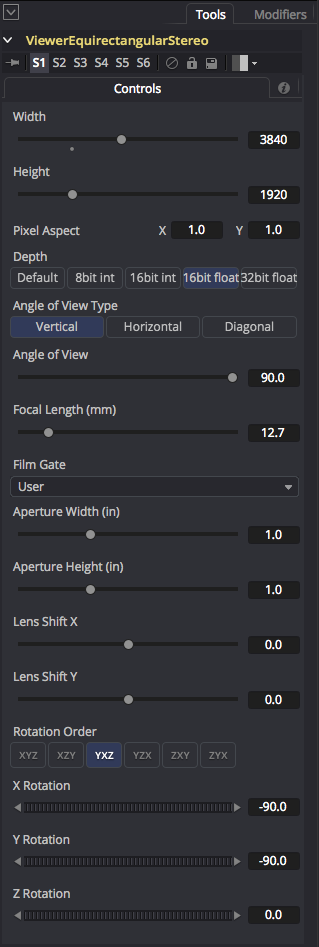 Tools Modifiers
ViewerEquirectangularStereo
S1 S2 S3 S4 S5 S6
Controls
Width
3840
Height
1920
Pixel Aspect X 1.0 Y 1.0
Depth
Default 8bit int 16bit int 16bit float 32bit float
Angle of View Type
Vertical Horizontal Diagonal
Angle of View
90.0
Focal Length (mm)
12.7
Film Gate
User
Aperture Width (in)
1.0
Aperture Height (in)
1.0
Lens Shift X
0.0
Lens Shift Y
0.0
Rotation Order
XYZ XZY YXZ YZX ZXY ZYX
X Rotation
-90.0
Y Rotation
-90.0
Z Rotation
0.0